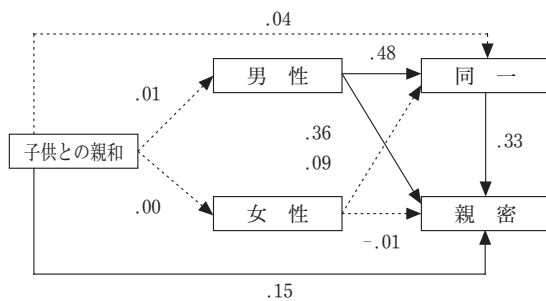 .04
男 性
.48
同 一
.01
.36
.33
子供との親和
.09
.00
女 性
親 密
-.01
.15